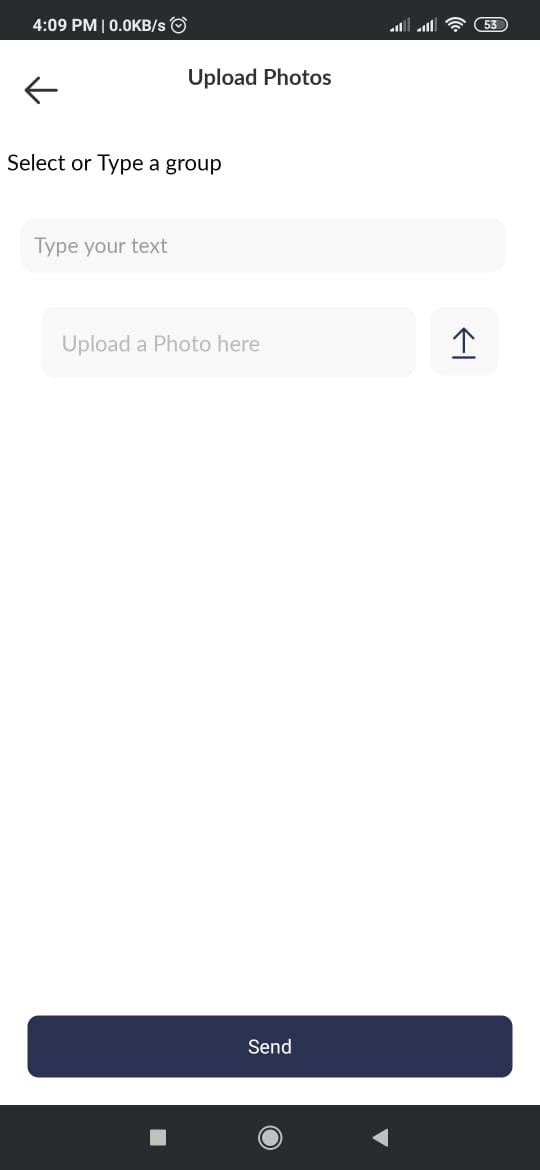 4:09 PM | 0.0KB/s 53
Upload Photos
Select or Type a group
Type your text
Upload a Photo here
Send